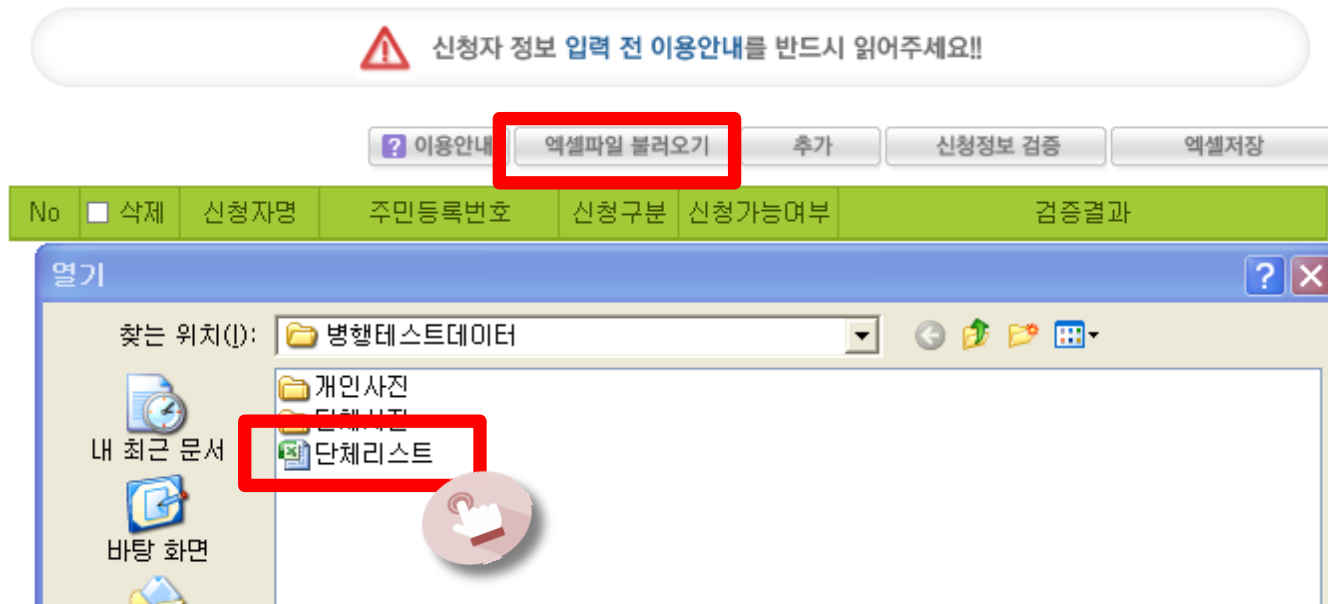 신청자 정보 입력 전 이용안내를 반드시 읽어주세요!!
? 이용안내 엑셀파일 불러오기 추가 신청정보 검증 엑셀저장
No 삭제 신청자명 주민등록번호 신청구분 신청가능여부 검증결과
열기
찾는 위치(I): 병행테스트데이터
개인사진
단체사진
단체리스트
내 최근 문서
바탕 화면